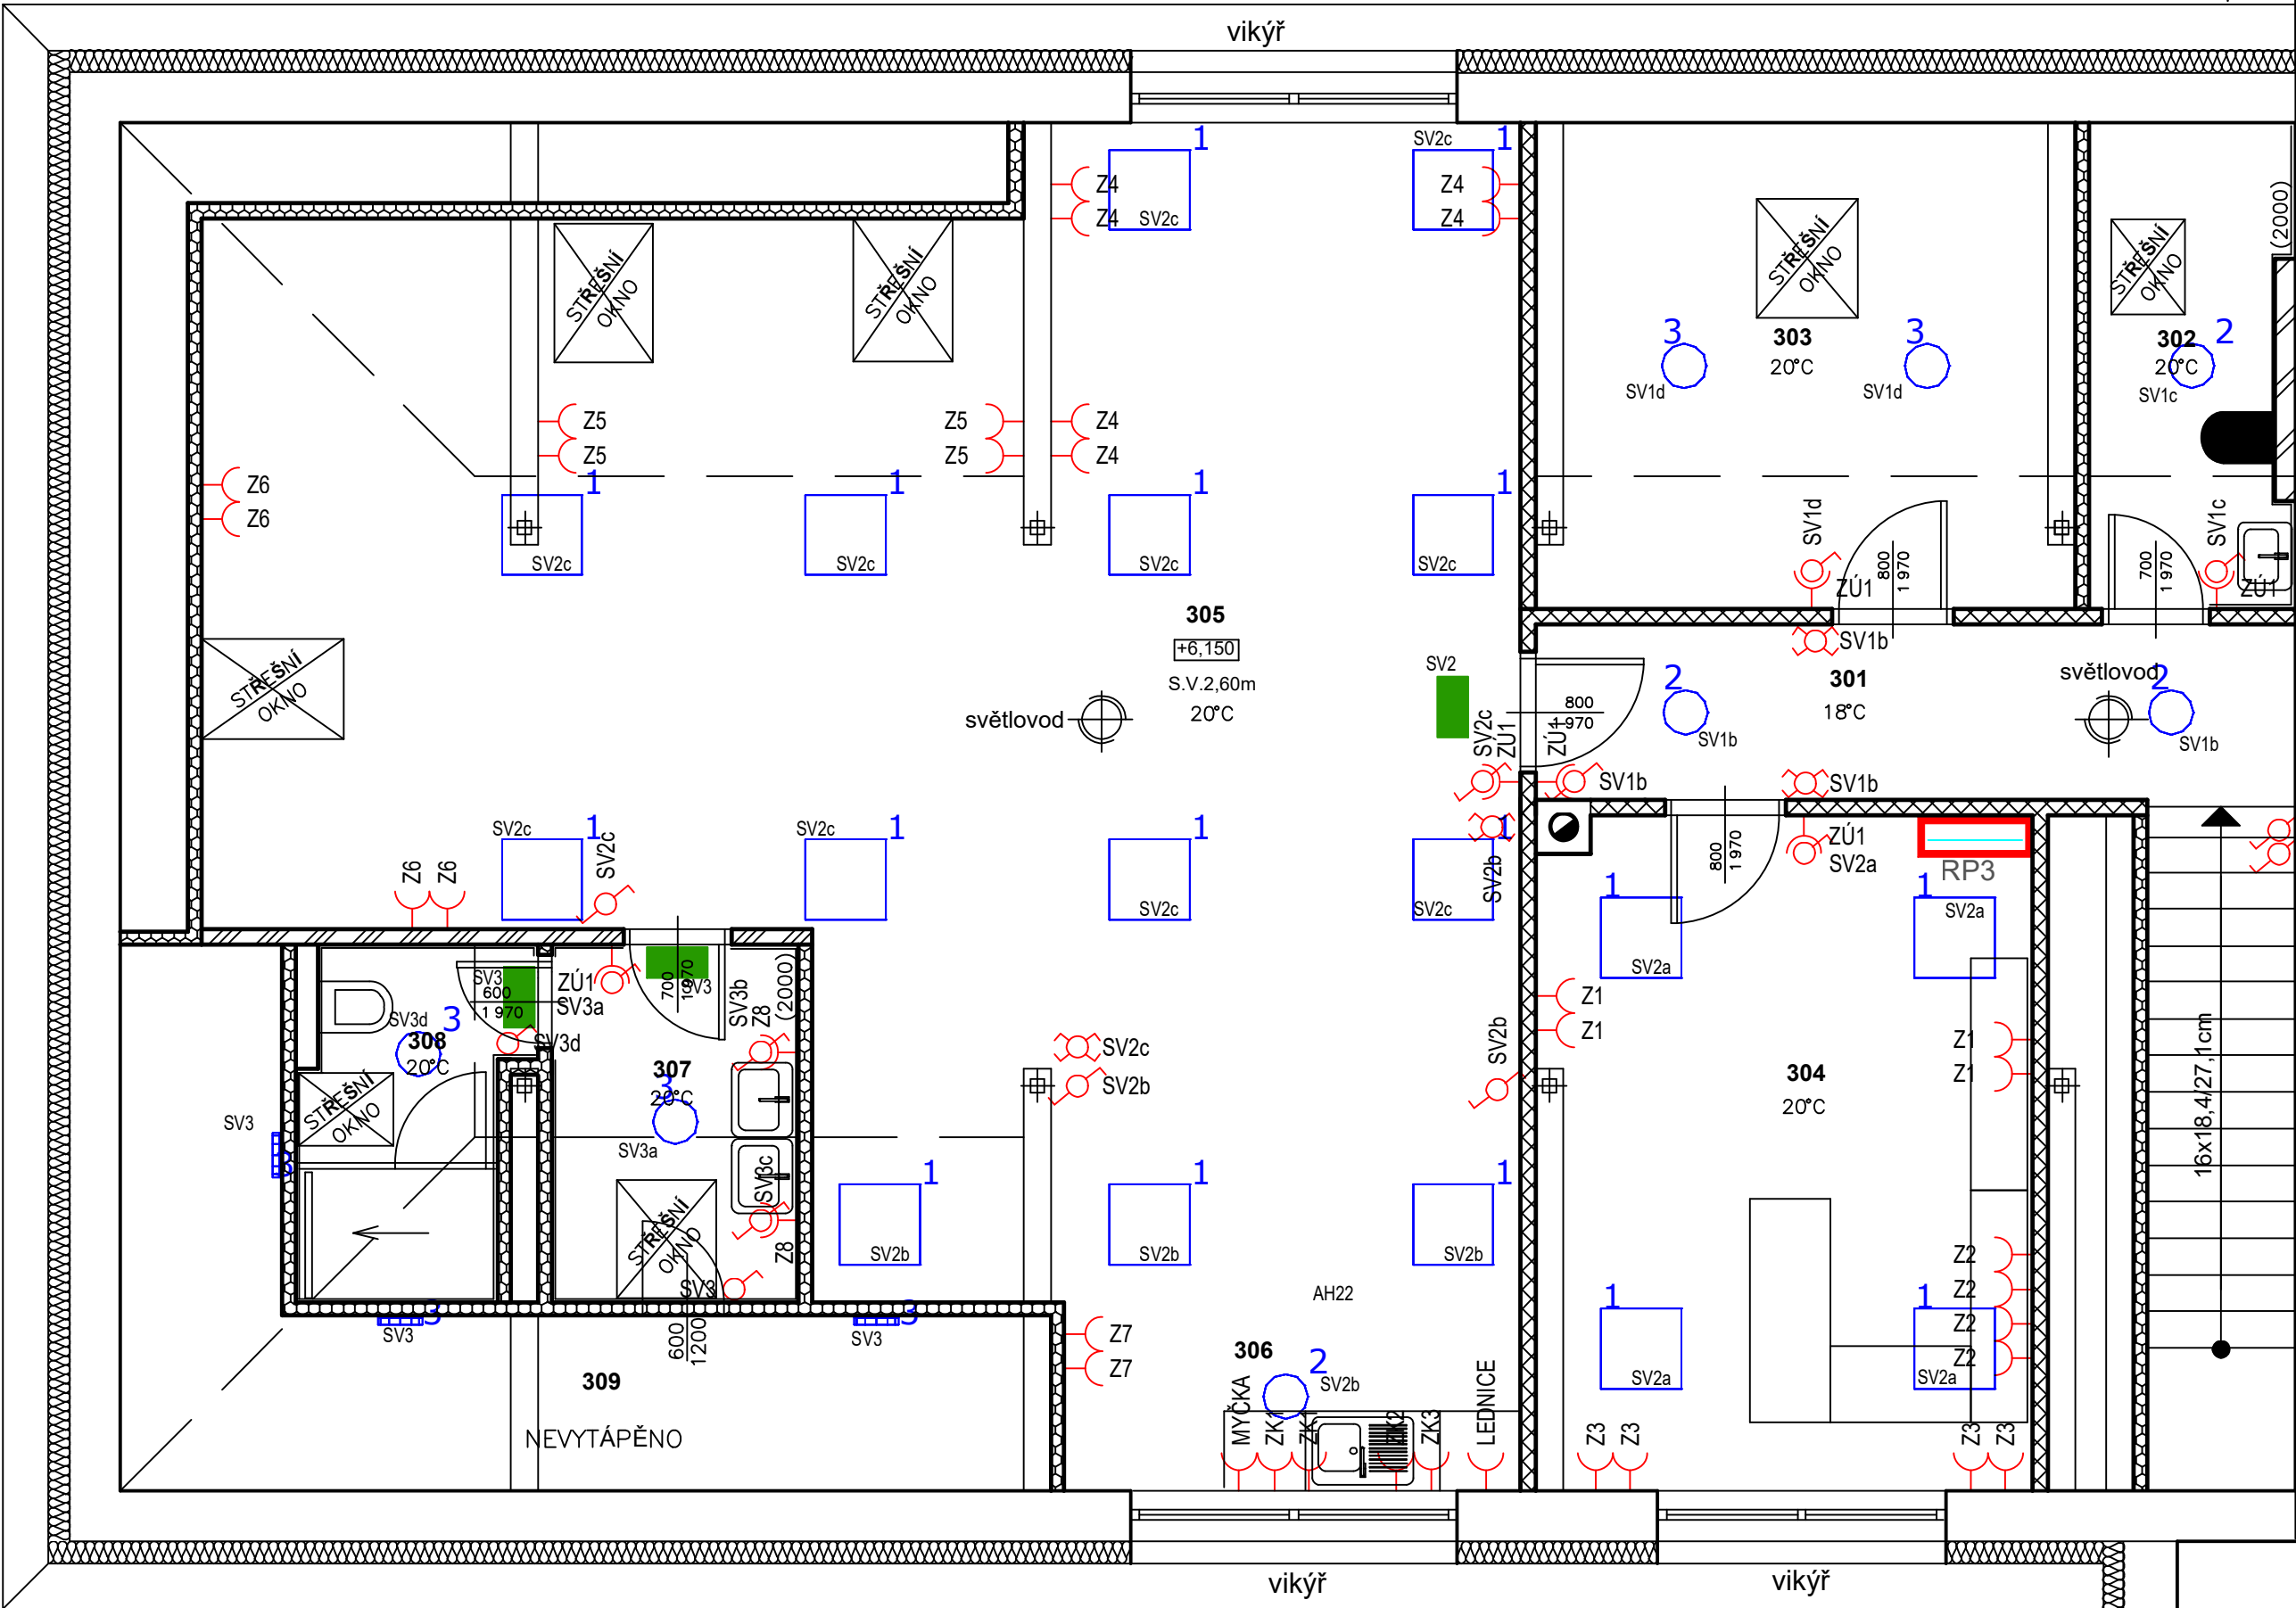 vikýř
1
SV2c
1
Z4
Z4
Z4
Z4
SV2c
STŘEŠNÍ
OKNO
STŘEŠNÍ
OKNO
STŘEŠNÍ
OKNO
STŘEŠNÍ
OKNO
(2000)
3
303
20°C
3
SV1d
SV1d
302
20°C
2
SV1c
Z5
Z5
Z5
Z5
Z4
Z4
Z6
Z6
1
1
1
1
SV2c
SV2c
SV2c
SV2c
SV1d
ZÚ1
800
1 970
700
1 970
SV1c
ZÚ1
305
+6,150
S.V.2,60m
20°C
světlovod
STŘEŠNÍ
OKNO
SV2
SV2c
ZÚ1
ZÚ1
800
1 970
SV1b
2
SV1b
301
18°C
světlovod
2
SV1b
SV1b
SV1b
SV2c
1
SV2c
SV2c
1
1
SV2c
1
SV2c
SV2b
Z6
Z6
800
1 970
ZÚ1
SV2a
RP3
1
SV2a
1
SV2a
SV3
600
1 970
ZÚ1
SV3a
700
1 970
SV3
SV3b
Z8
(2000)
SV3d
3
308
20°C
SV3d
307
3
20°C
SV3a
STŘEŠNÍ
OKNO
SV3
3
SV2c
SV2b
SV2b
Z1
Z1
Z1
Z1
304
20°C
16x18,4/27,1cm
SV3c
Z8
STŘEŠNÍ
OKNO
SV3
1
SV2b
1
SV2b
1
SV2b
AH22
Z2
Z2
Z2
Z2
1
SV2a
1
SV2a
3
SV3
3
SV3
600
1200
309
NEVYTÁPĚNO
Z7
Z7
306
2
SV2b
MYČKA
ZK1
ZK1
ZK2
ZK3
LEDNICE
Z3
Z3
Z3
Z3
vikýř
vikýř